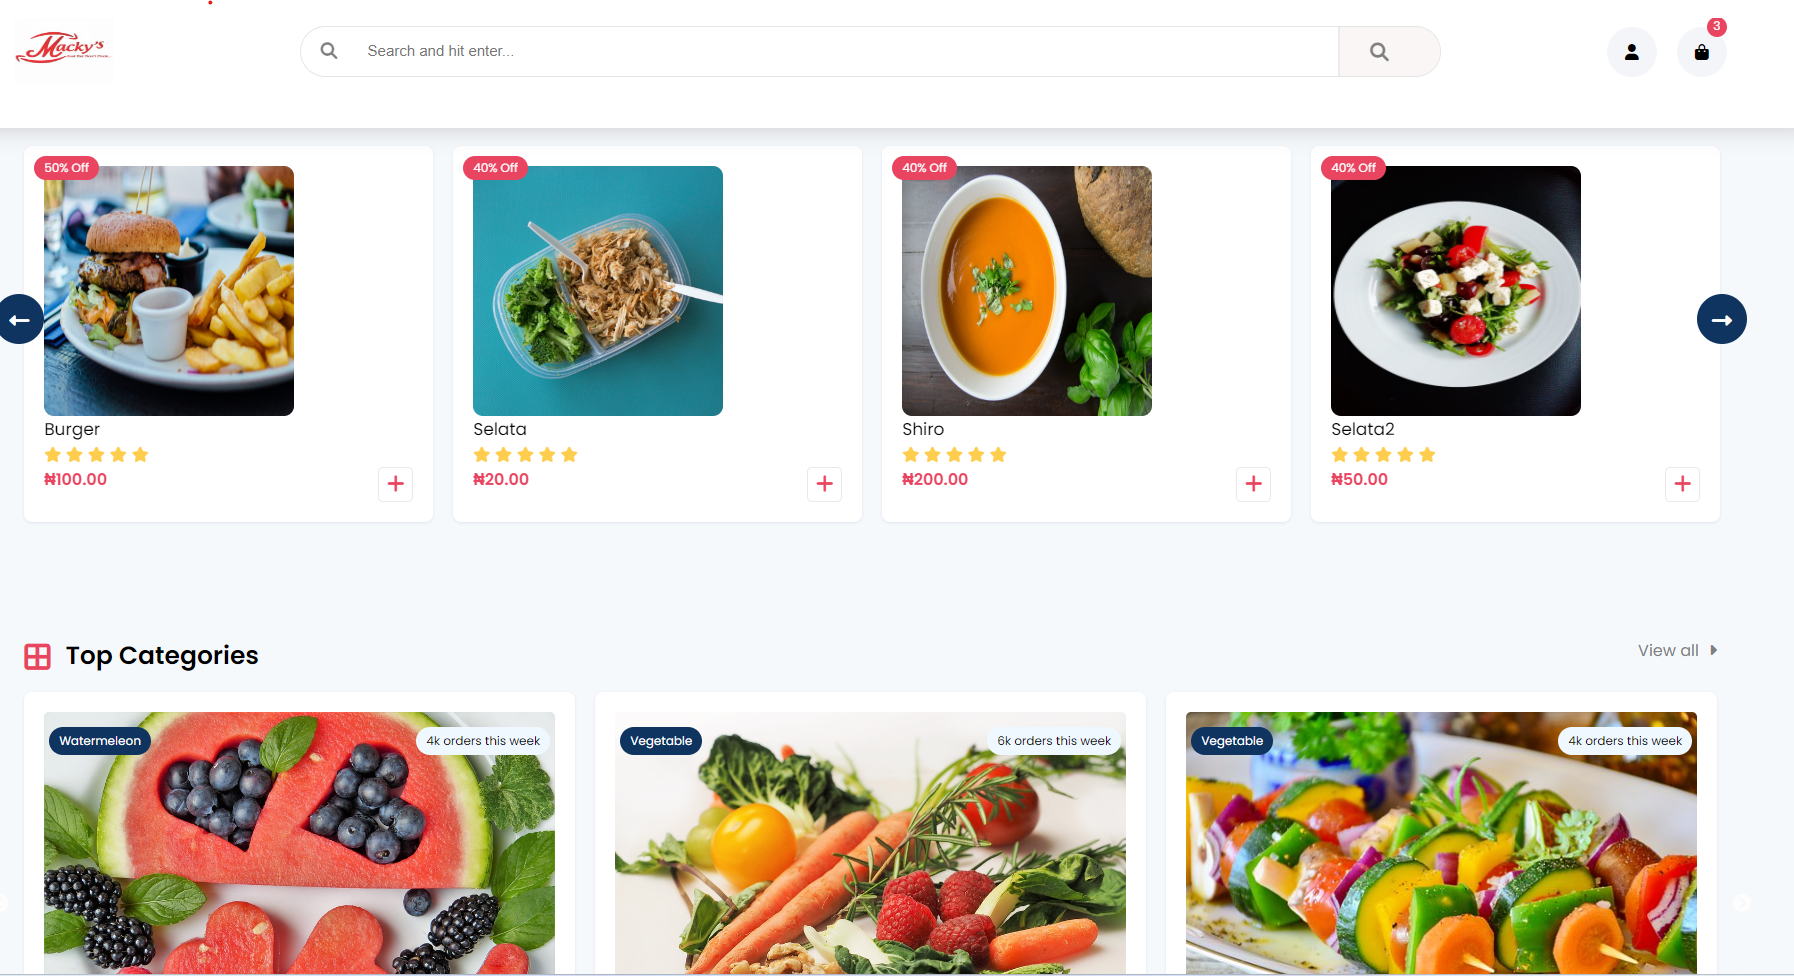 Macky's
Search and hit enter...
3
50% Off
40% Off
40% Off
40% Off
Burger
Selata
Shiro
Selata2
₦100.00
₦20.00
₦200.00
₦50.00
Top Categories
View all
Watermeleon
4k orders this week
Vegetable
6k orders this week
Vegetable
4k orders this week